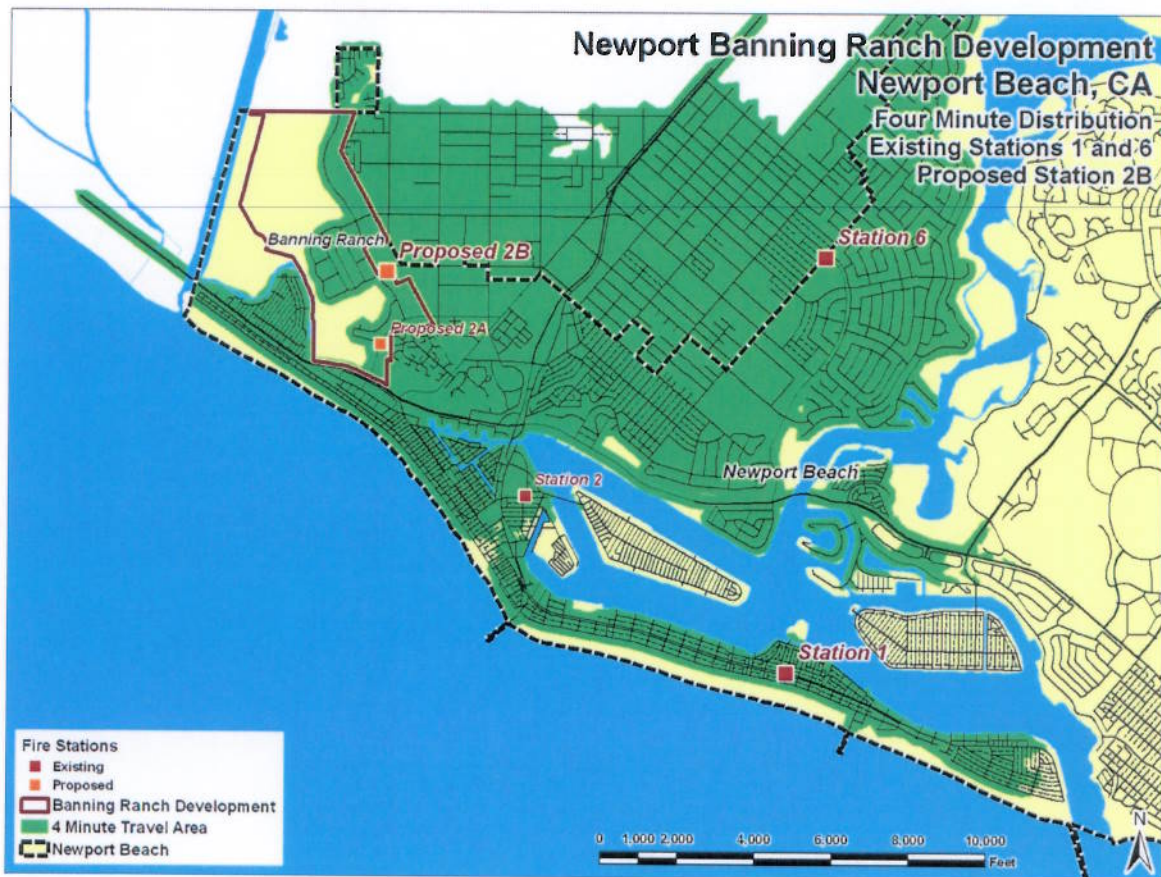 Newport Banning Ranch Development
Newport Beach, CA
Four Minute Distribution
Existing Stations 1 and 6
Proposed Station 2B
Banning Ranch
Proposed 2B
Station 6
Proposed 2A
Newport Beach
Station 2
Station 1
Fire Stations
Existing
Proposed
Banning Ranch Development
4 Minute Travel Area
Newport Beach
0 1,000 2,000 4,000 6,000 8,000 10,000
Feet
N